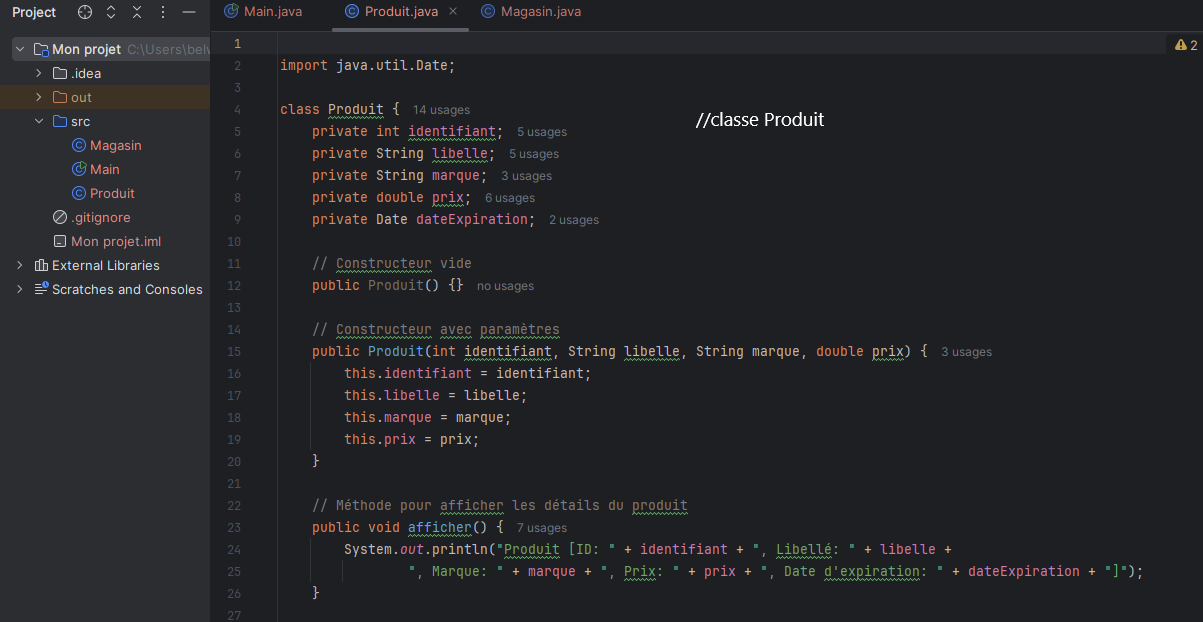 Project
Main.java Produit.java Magasin.java
Mon projet C:\Users\belv
.idea
out
src
Magasin
Main
Produit
.gitignore
Mon projet.iml
External Libraries
Scratches and Consoles
2
1
2 import java.util.Date;
3
4 class Produit { 14 usages
//classe Produit
5 private int identifiant; 5 usages
6 private String libelle; 5 usages
7 private String marque; 3 usages
8 private double prix; 6 usages
9 private Date dateExpiration; 2 usages
10
11 // Constructeur vide
12 public Produit() {} no usages
13
14 // Constructeur avec paramètres
15 public Produit(int identifiant, String libelle, String marque, double prix) { 3 usages
16 this.identifiant = identifiant;
17 this.libelle = libelle;
18 this.marque = marque;
19 this.prix = prix;
20 }
21
22 // Méthode pour afficher les détails du produit
23 public void afficher() { 7 usages
24 System.out.println("Produit [ID: " + identifiant + ", Libellé: " + libelle +
25 ", Marque: " + marque + ", Prix: " + prix + ", Date d'expiration: " + dateExpiration + "]");
26 }
27